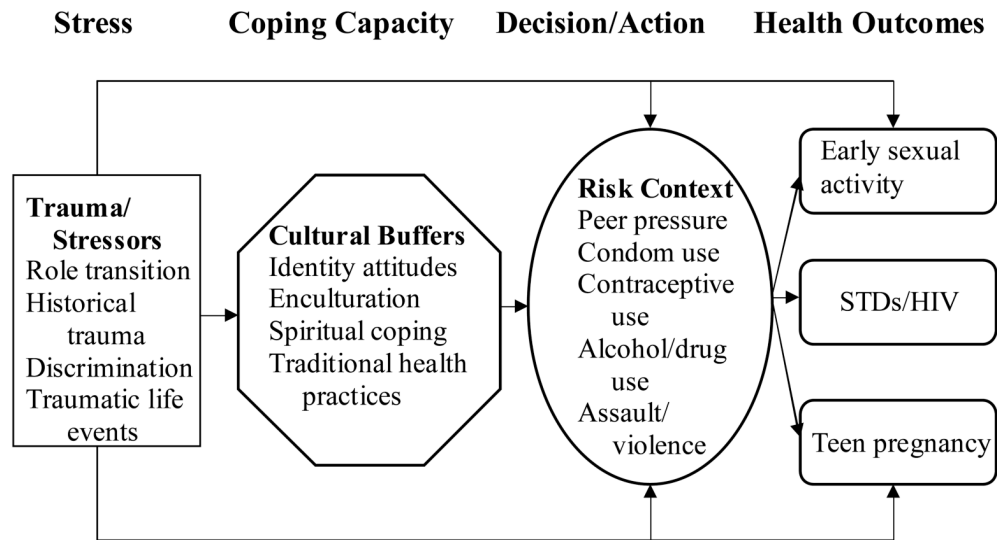 Stress
Coping Capacity
Decision/Action
Health Outcomes
Trauma/
Stressors
Role transition
Historical
trauma
Discrimination
Traumatic life
events
Cultural Buffers
Identity attitudes
Enculturation
Spiritual coping
Traditional health
practices
Risk Context
Peer pressure
Condom use
Contraceptive
use
Alcohol/drug
use
Assault/
violence
Early sexual
activity
STDs/HIV
Teen pregnancy